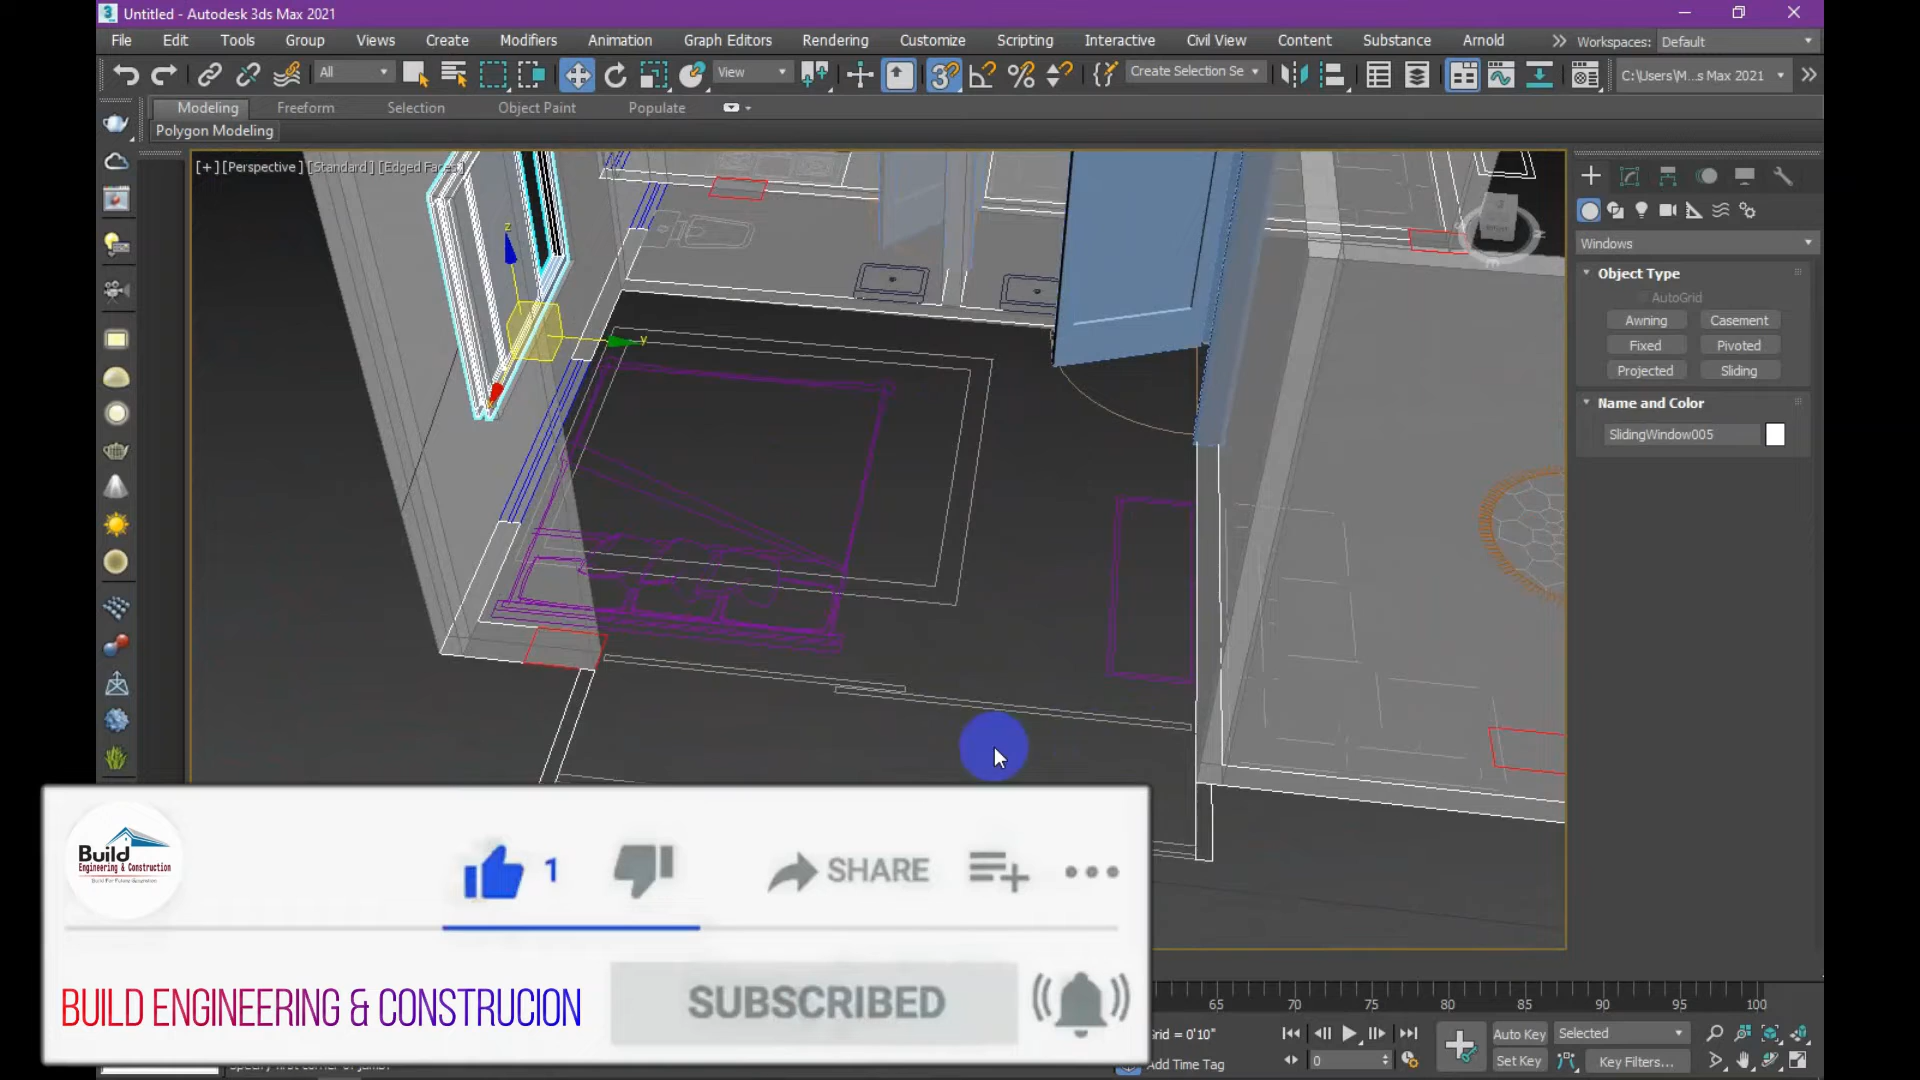 3 Untitled - Autodesk 3ds Max 2021
File Edit Tools Group Views Create Modifiers Animation Graph Editors Rendering Customize Scripting Interactive Civil View Content Substance Arnold >> Workspaces: Default
All View Create Selection Se C:\Users\M...s Max 2021
Modeling Freeform Selection Object Paint Populate
Polygon Modeling
[+] [Perspective] [Standard] [Edged Faces]
z
y
Windows
Object Type
AutoGrid
Awning Casement
Fixed Pivoted
Projected Sliding
Name and Color
SlidingWindow005
Build
Engineering & Construction
1
SHARE
BUILD ENGINEERING & CONSTRUCION
SUBSCRIBED
65 70 75 80 85 90 95 100
Grid = 0'10"
Auto Key Selected
Add Time Tag
0
Set Key Key Filters...